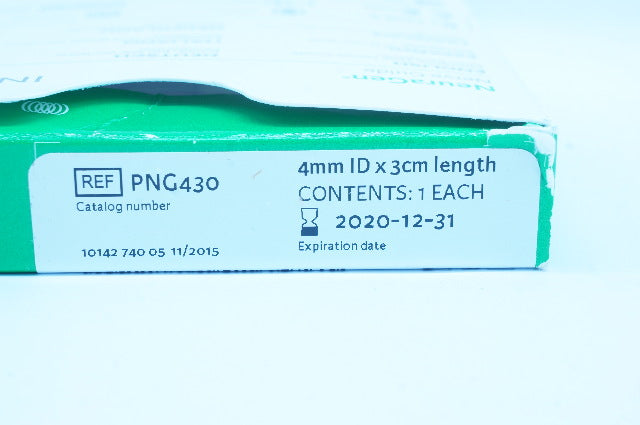 NeuraGen
REF PNG430
Catalog number
10142 740 05 11/2015
4mm ID x 3cm length
CONTENTS: 1 EACH
2020-12-31
Expiration date